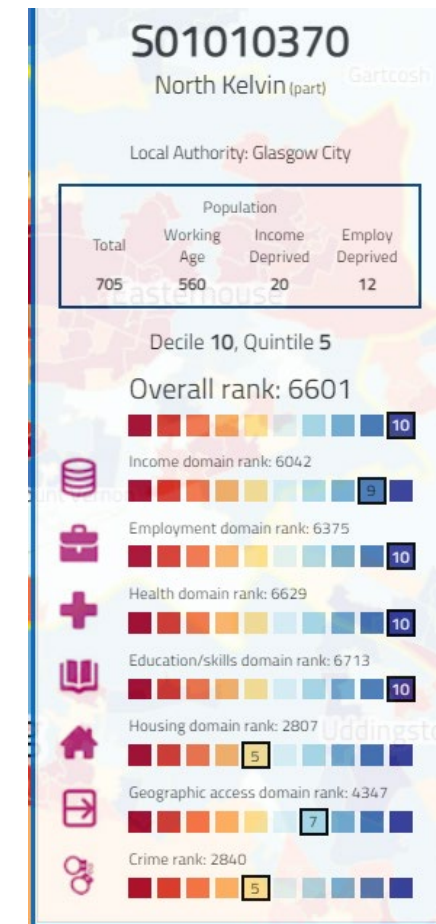 S01010370
North Kelvin (part)
Gartcosh
Local Authority: Glasgow City
Population
Total Working Age Income Deprived Employ Deprived
705 560 20 12
Easterhouse
Decile 10, Quintile 5
Overall rank: 6601
10
Income domain rank: 6042
9
Employment domain rank: 6375
10
Health domain rank: 6629
10
Education/skills domain rank: 6713
10
Housing domain rank: 2807
Uddingsto
5
Geographic access domain rank: 4347
7
Crime rank: 2840
5